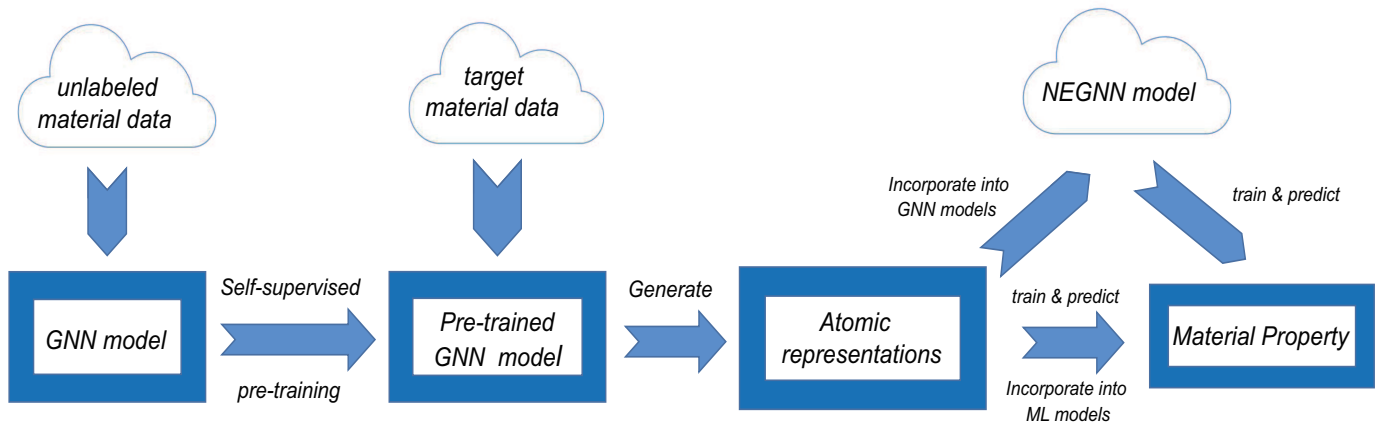 unlabeled
material data
target
material data
NEGNN model
Incorporate into
GNN models
train & predict
GNN model
Self-supervised
pre-training
Pre-trained
GNN model
Generate
Atomic
representations
train & predict
Incorporate into
ML models
Material Property